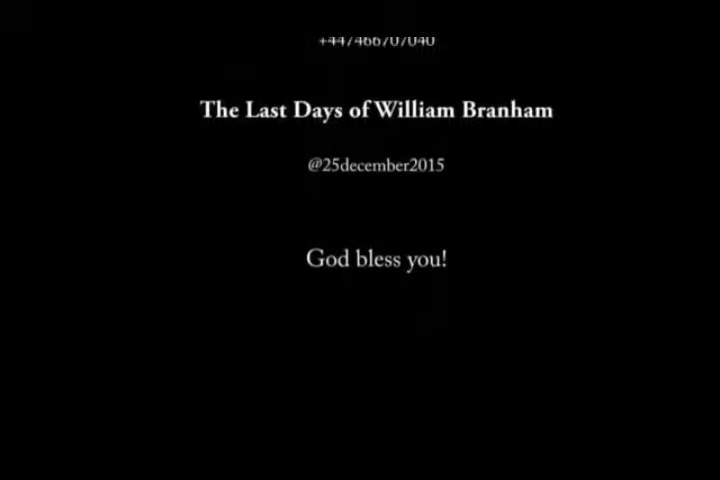 The Last Days of William Branham
@25december2015
God bless you!